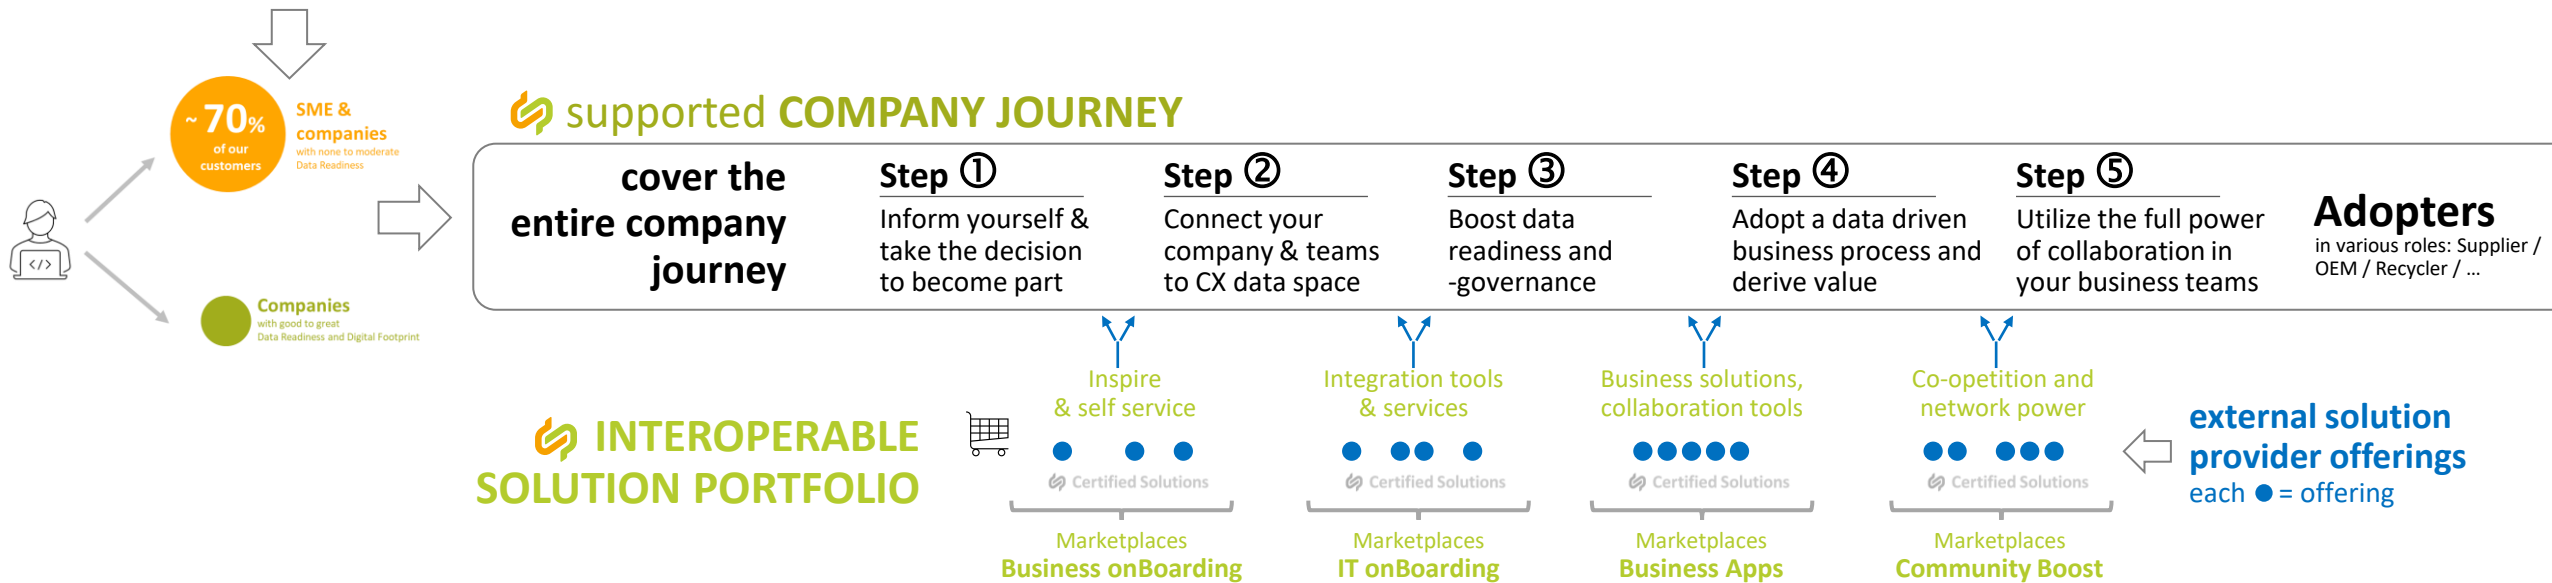 ~ 70%
of our
customers
SME &
companies
with none to moderate
Data Readiness
</>
Companies
with good to great
Data Readiness and Digital Footprint
supported COMPANY JOURNEY
cover the
entire company
journey
Step ①
Inform yourself &
take the decision
to become part
Step ②
Connect your
company & teams
to CX data space
Step ③
Boost data
readiness and
-governance
Step ④
Adopt a data driven
business process and
derive value
Step ⑤
Utilize the full power
of collaboration in
your business teams
Adopters
in various roles: Supplier /
OEM / Recycler / ...
INTEROPERABLE
SOLUTION PORTFOLIO
Inspire
& self service
Certified Solutions
Marketplaces
Business onBoarding
Integration tools
& services
Certified Solutions
Marketplaces
IT onBoarding
Business solutions,
collaboration tools
Certified Solutions
Marketplaces
Business Apps
Co-opetition and
network power
Certified Solutions
Marketplaces
Community Boost
external solution
provider offerings
each ● = offering